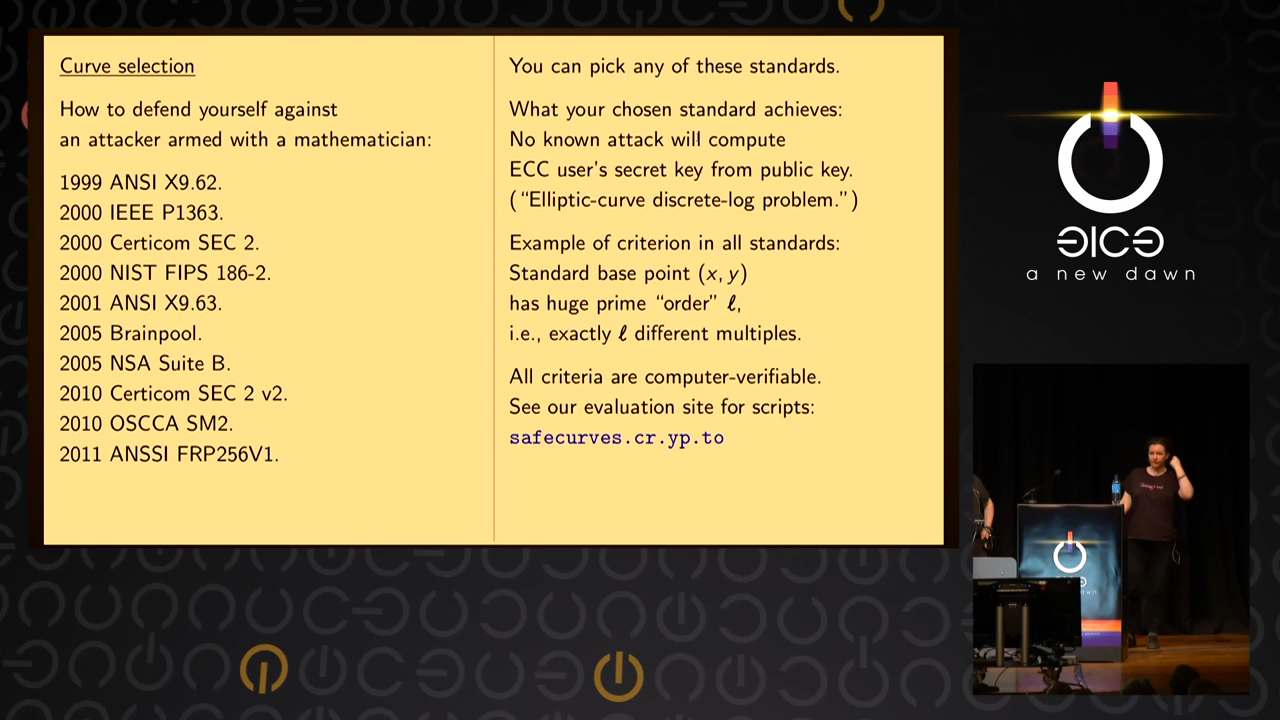 Curve selection
How to defend yourself against
an attacker armed with a mathematician:
1999 ANSI X9.62.
2000 IEEE P1363.
2000 Certicom SEC 2.
2000 NIST FIPS 186-2.
2001 ANSI X9.63.
2005 Brainpool.
2005 NSA Suite B.
2010 Certicom SEC 2 v2.
2010 OSCCA SM2.
2011 ANSSI FRP256V1.
You can pick any of these standards.
What your chosen standard achieves:
No known attack will compute
ECC user's secret key from public key.
(“Elliptic-curve discrete-log problem.”)
Example of criterion in all standards:
Standard base point (x, y)
has huge prime “order” ℓ,
i.e., exactly ℓ different multiples.
All criteria are computer-verifiable.
See our evaluation site for scripts:
safecurves.cr.yp.to
a new dawn